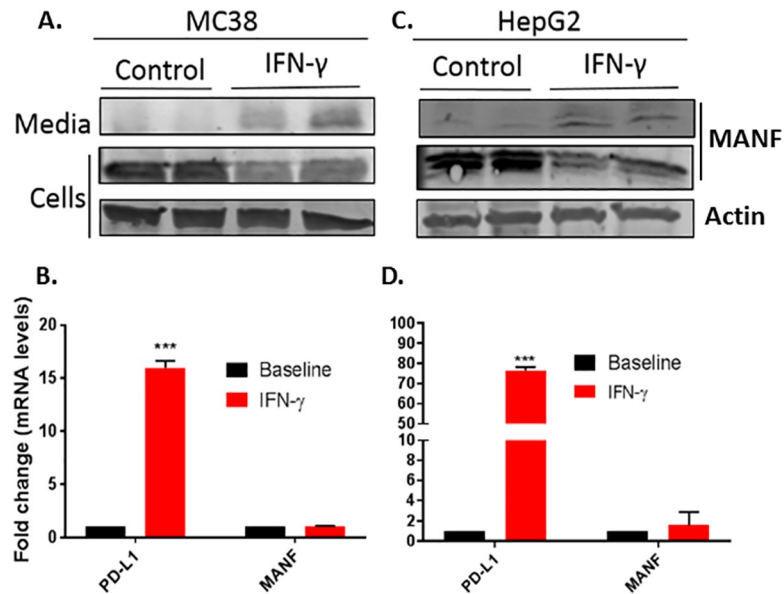 A.
MC38
Control
IFN-γ
Media
Cells
C.
HepG2
Control
IFN-γ
MANF
Actin
B.
Fold change (mRNA levels)
20
15
10
5
0
***
Baseline
IFN-γ
PD-L1
MANF
D.
100
90
80
70
60
50
10
8
6
4
2
0
***
Baseline
IFN-γ
PD-L1
MANF